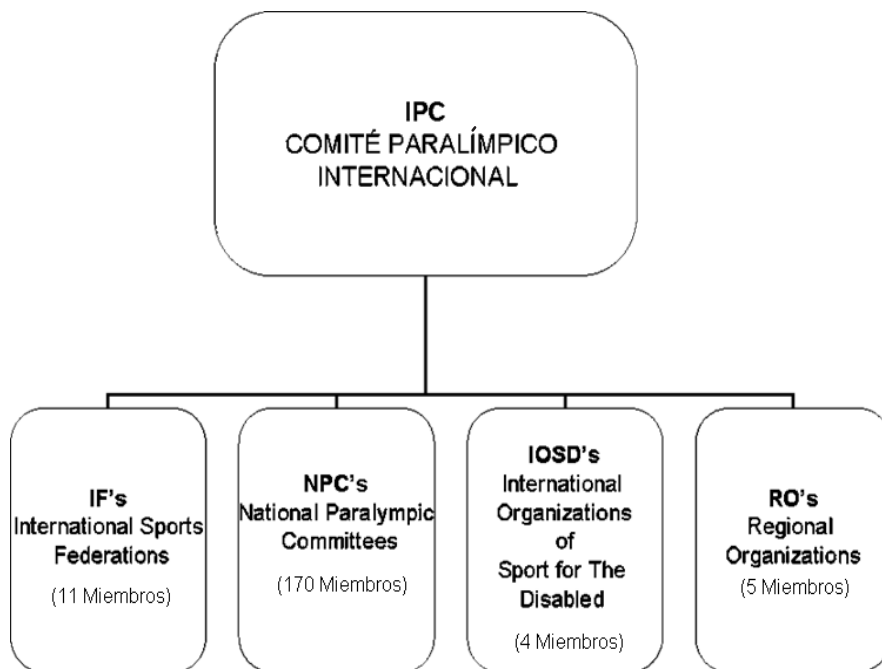 IPC
COMITÉ PARALÍMPICO
INTERNACIONAL
IF's
International Sports
Federations
(11 Miembros)
NPC's
National Paralympic
Committees
(170 Miembros)
IOSD's
International
Organizations
of
Sport for The
Disabled
(4 Miembros)
RO's
Regional
Organizations
(5 Miembros)